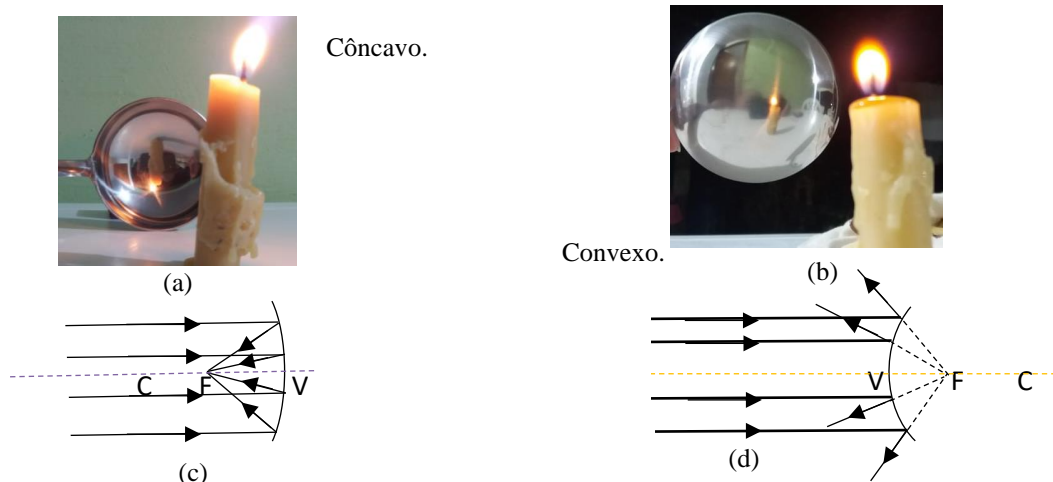 Côncavo.
Convexo.
(a)
(b)
C F V
V F C
(c)
(d)